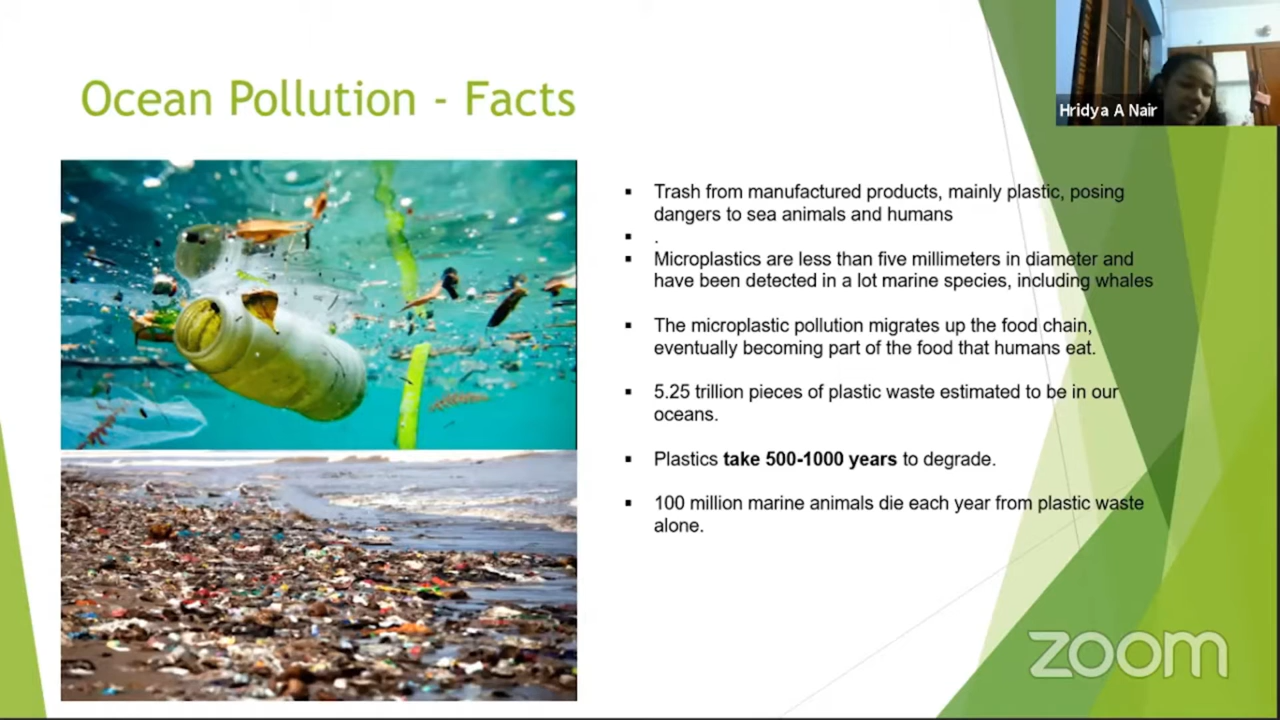 Ocean Pollution - Facts
Hridya A Nair
▪ Trash from manufactured products, mainly plastic, posing
dangers to sea animals and humans
▪ .
▪ Microplastics are less than five millimeters in diameter and
have been detected in a lot marine species, including whales
▪ The microplastic pollution migrates up the food chain,
eventually becoming part of the food that humans eat.
▪ 5.25 trillion pieces of plastic waste estimated to be in our
oceans.
▪ Plastics take 500-1000 years to degrade.
▪ 100 million marine animals die each year from plastic waste
alone.
zoom